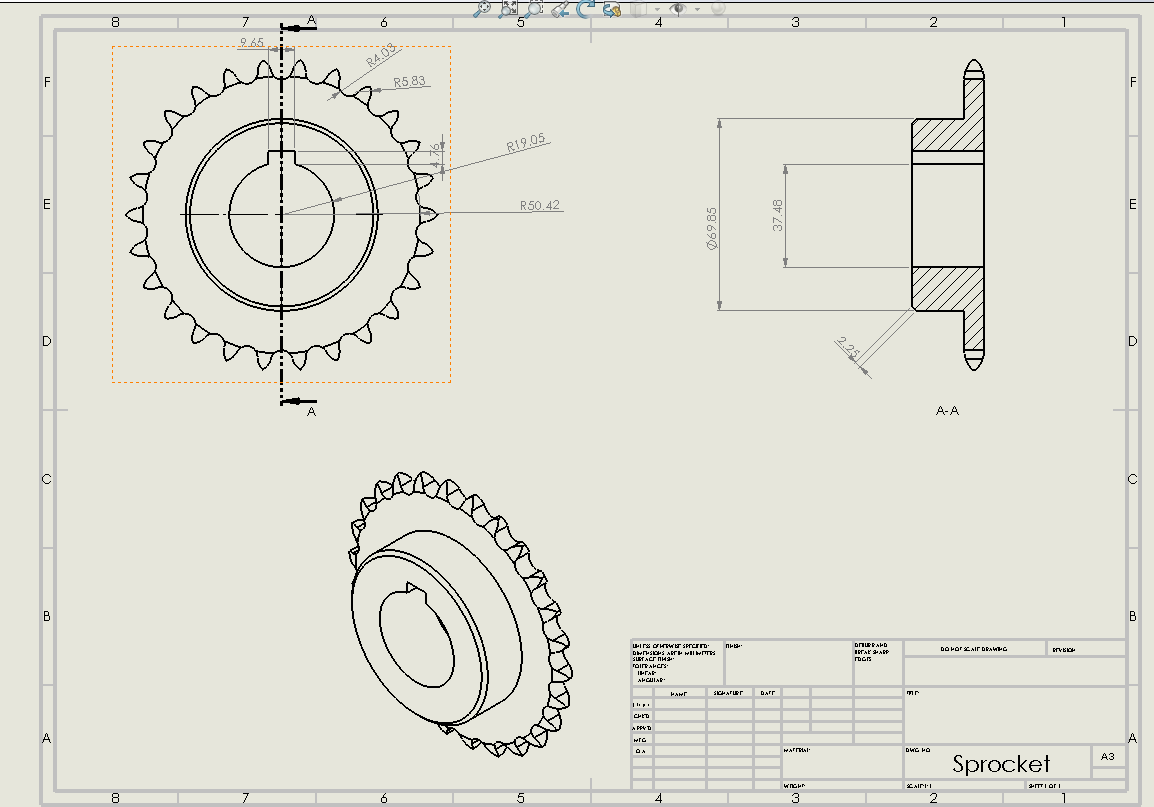 8 7 6 5 4 3 2 1
A
9.65
R4.03
R5.83
F F
R19.05
4.76
E E
R50.42
Ø69.85
37.48
D D
2.25
A
A-A
C C
B B
UNLESS OTHERWISE SPECIFIED:
DIMENSIONS ARE IN MILLIMETERS
SURFACE FINISH:
TOLERANCES:
LINEAR:
ANGULAR:
FINISH:
DEBURR AND
BREAK SHARP
EDGES
DO NOT SCALE DRAWING
REVISION
NAME SIGNATURE DATE
TITLE:
CHK'D
APPV'D
MFG
Q.A
MATERIAL:
DWG NO.
Sprocket
A3
WEIGHT:
SCALE:1:1
SHEET 1 OF 1
A A
8 7 6 5 4 3 2 1